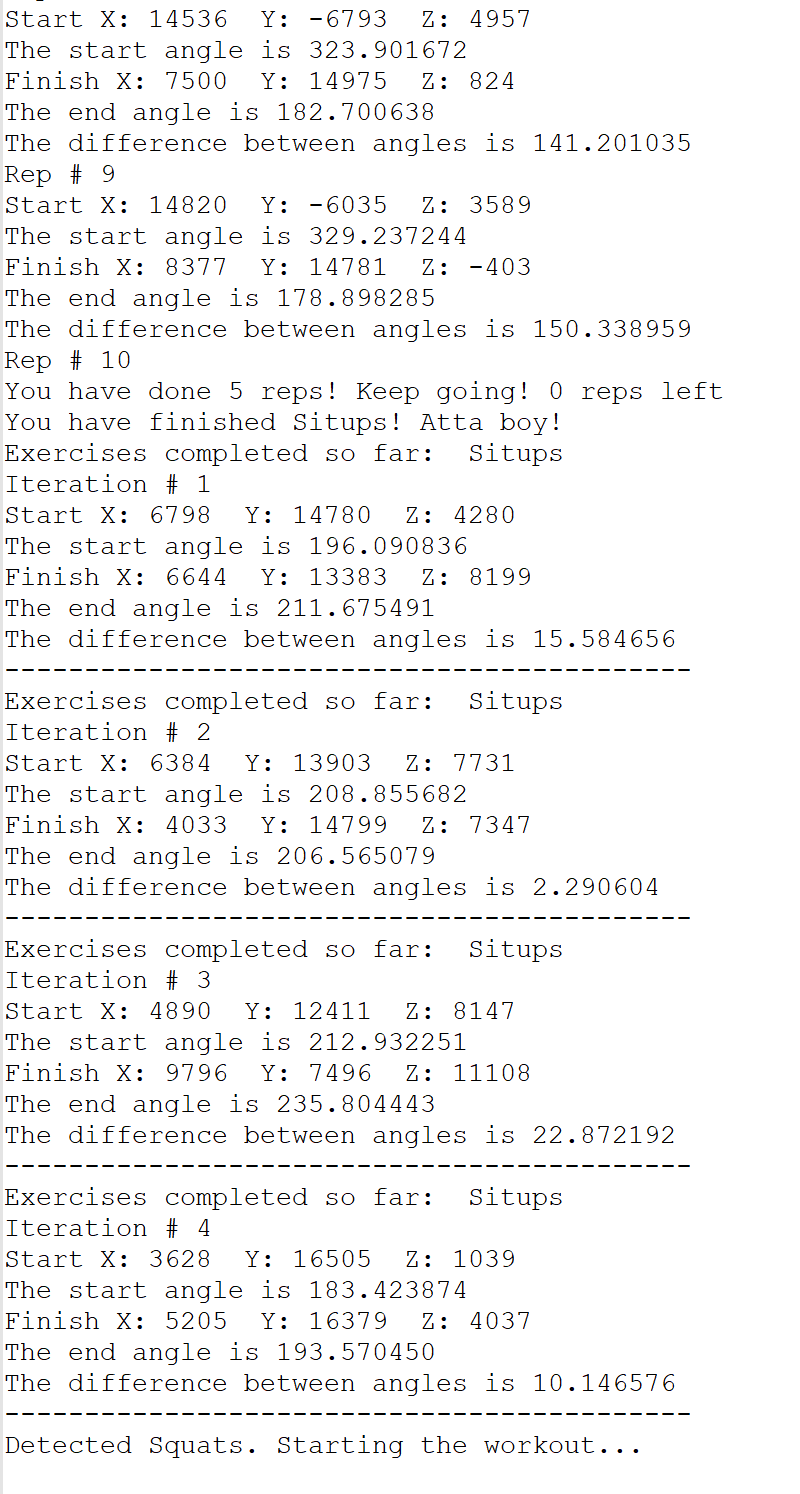 Start X: 14536  Y: -6793  Z: 4957
The start angle is 323.901672
Finish X: 7500  Y: 14975  Z: 824
The end angle is 182.700638
The difference between angles is 141.201035
Rep # 9
Start X: 14820  Y: -6035  Z: 3589
The start angle is 329.237244
Finish X: 8377  Y: 14781  Z: -403
The end angle is 178.898285
The difference between angles is 150.338959
Rep # 10
You have done 5 reps! Keep going! 0 reps left
You have finished Situps! Atta boy!
Exercises completed so far:  Situps
Iteration # 1
Start X: 6798  Y: 14780  Z: 4280
The start angle is 196.090836
Finish X: 6644  Y: 13383  Z: 8199
The end angle is 211.675491
The difference between angles is 15.584656
-------------------------------------------
Exercises completed so far:  Situps
Iteration # 2
Start X: 6384  Y: 13903  Z: 7731
The start angle is 208.855682
Finish X: 4033  Y: 14799  Z: 7347
The end angle is 206.565079
The difference between angles is 2.290604
-------------------------------------------
Exercises completed so far:  Situps
Iteration # 3
Start X: 4890  Y: 12411  Z: 8147
The start angle is 212.932251
Finish X: 9796  Y: 7496  Z: 11108
The end angle is 235.804443
The difference between angles is 22.872192
-------------------------------------------
Exercises completed so far:  Situps
Iteration # 4
Start X: 3628  Y: 16505  Z: 1039
The start angle is 183.423874
Finish X: 5205  Y: 16379  Z: 4037
The end angle is 193.570450
The difference between angles is 10.146576
-------------------------------------------
Detected Squats. Starting the workout...